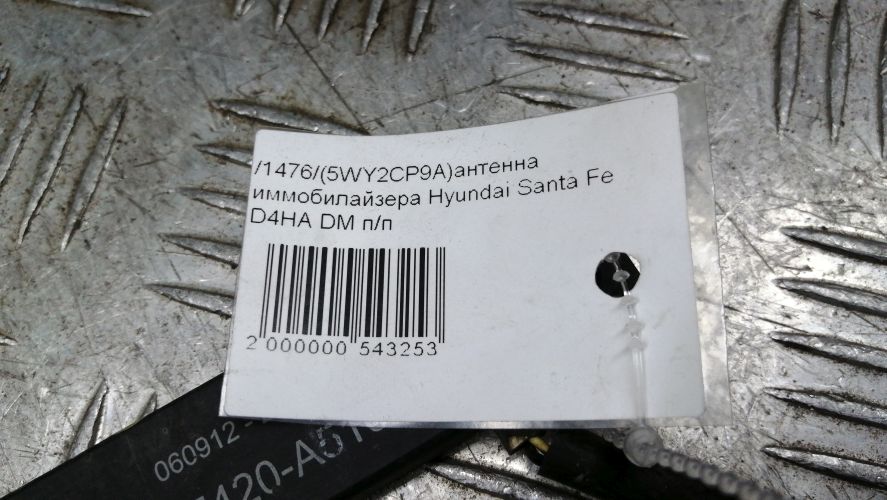 /1476/(5WY2CP9A)антенна
иммобилайзера Hyundai Santa Fe
D4HA DM п/п
2 000000 543253
060912